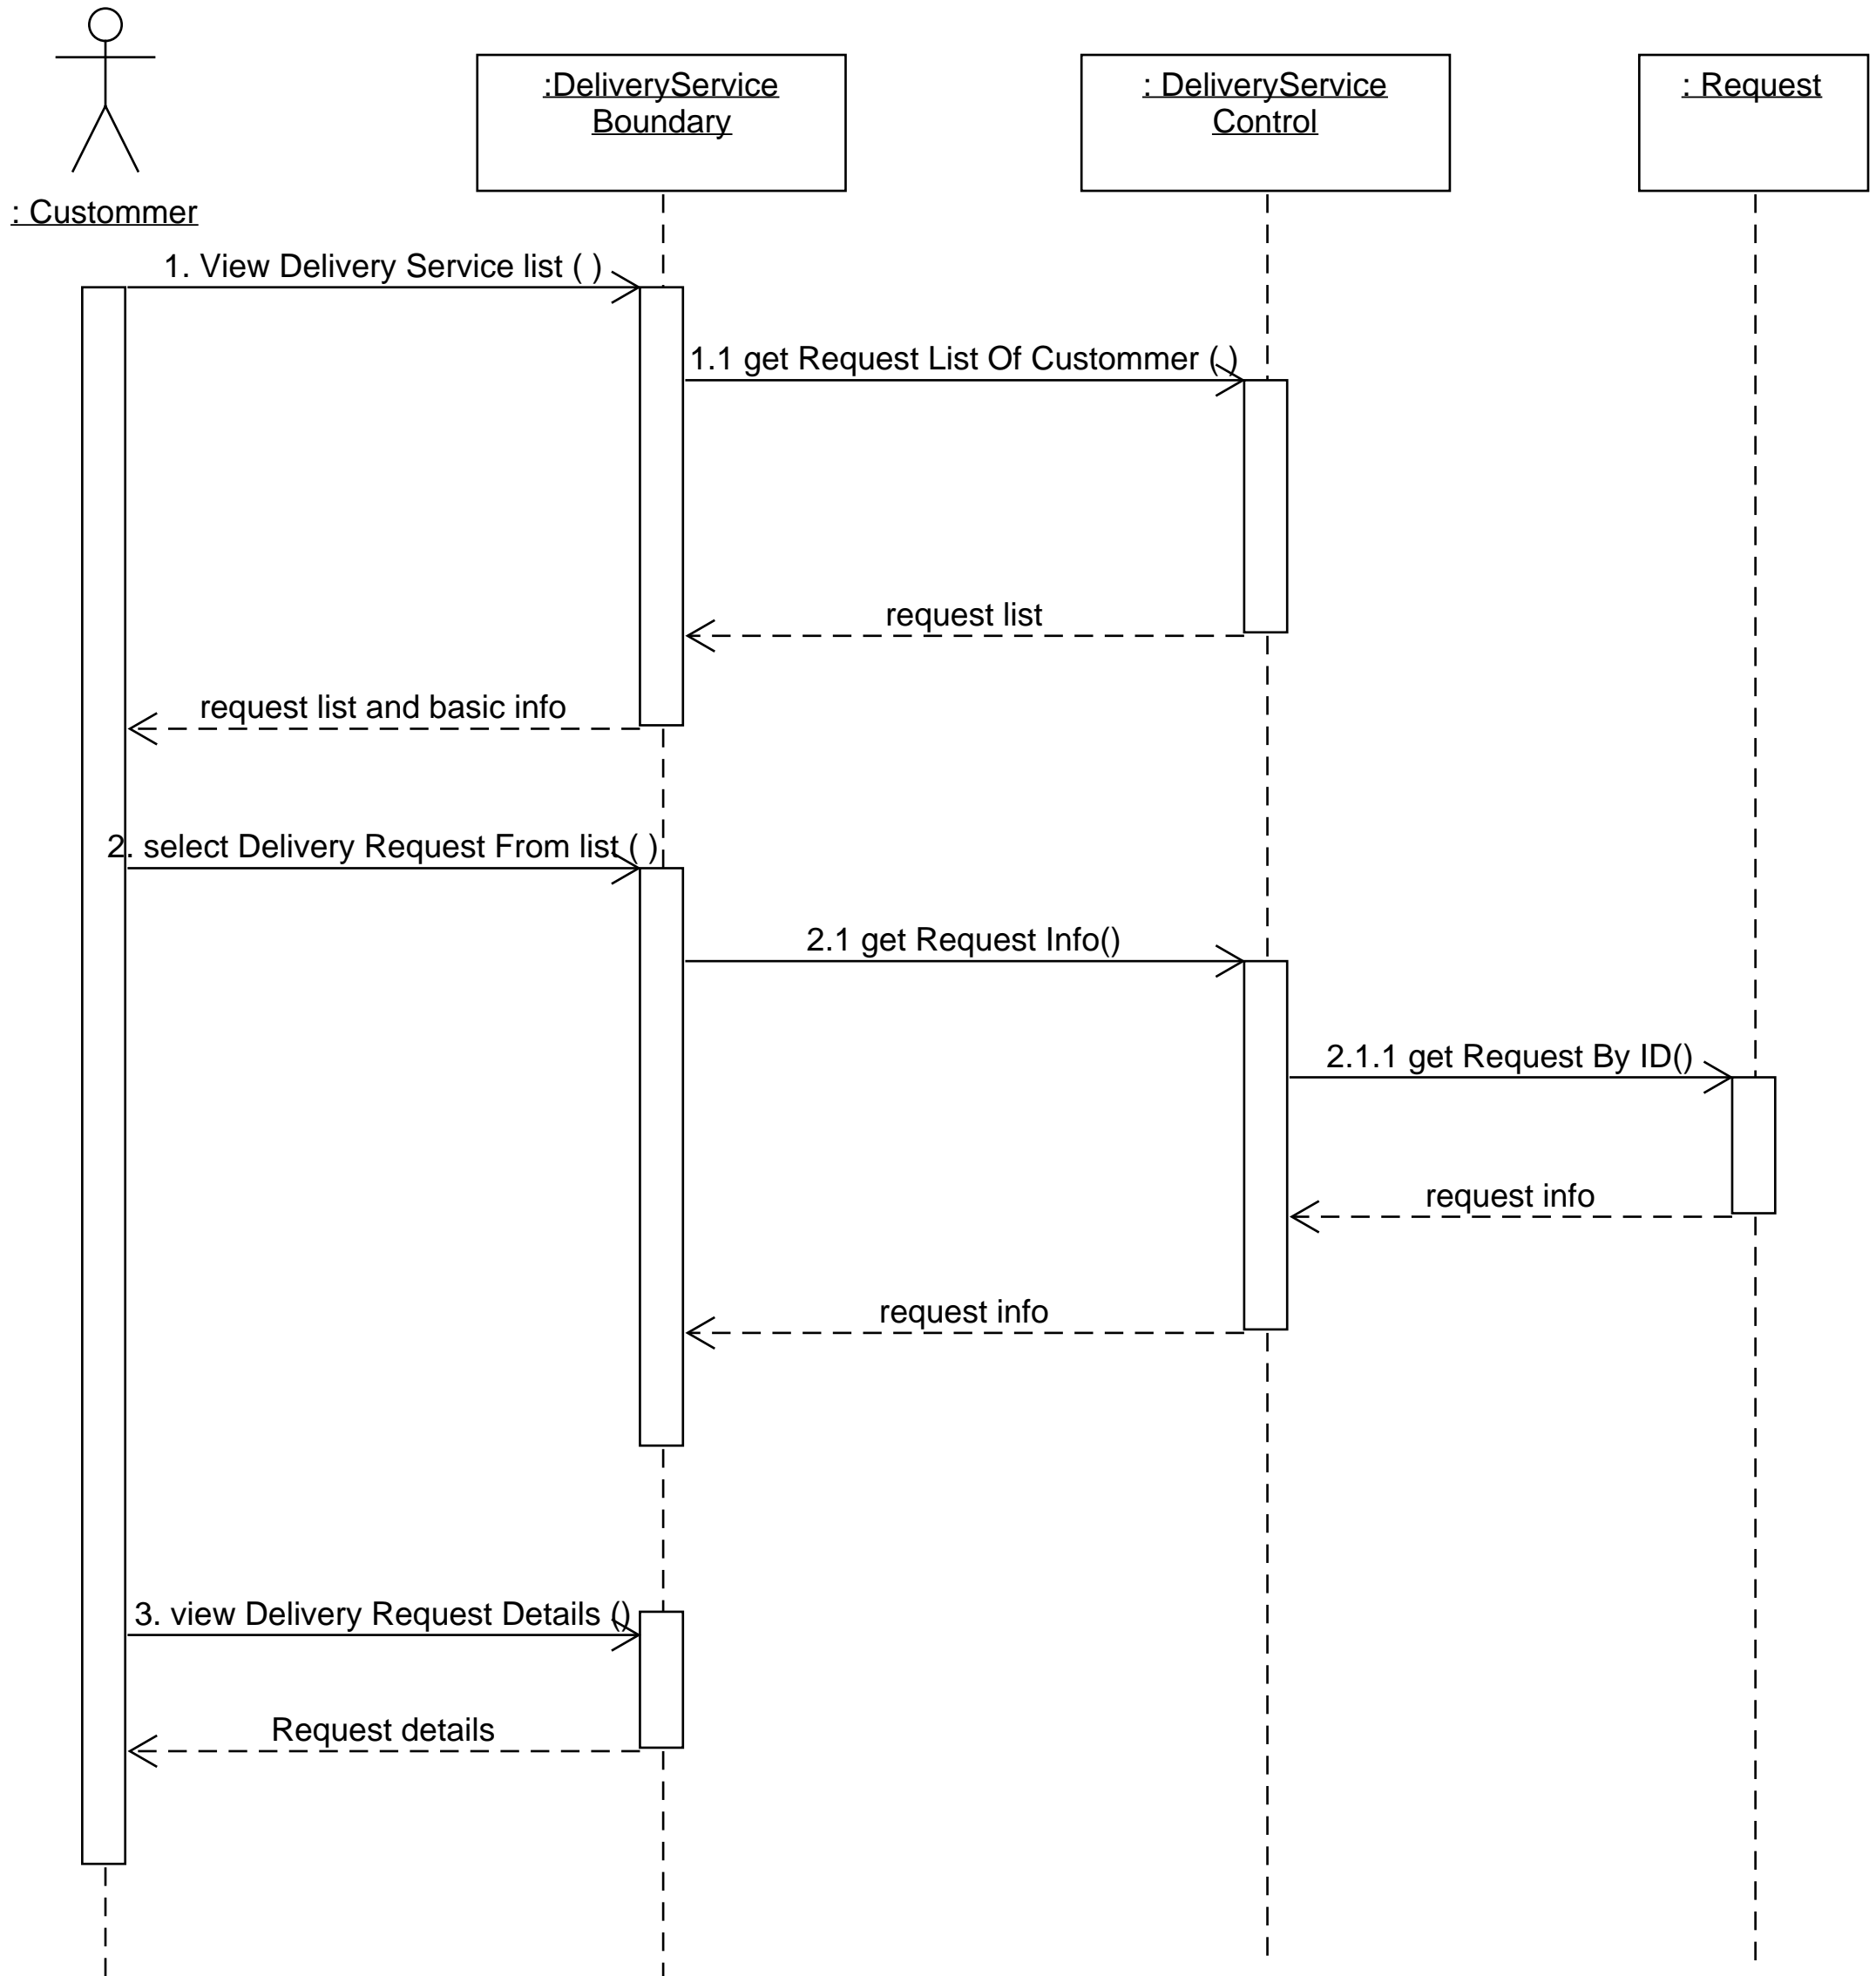 :DeliveryService
Boundary
: DeliveryService
Control
: Request
: Custommer
1. View Delivery Service list ( )
1.1 get Request List Of Custommer ( )
request list
request list and basic info
2. select Delivery Request From list ( )
2.1 get Request Info()
2.1.1 get Request By ID()
request info
request info
3. view Delivery Request Details ()
Request details